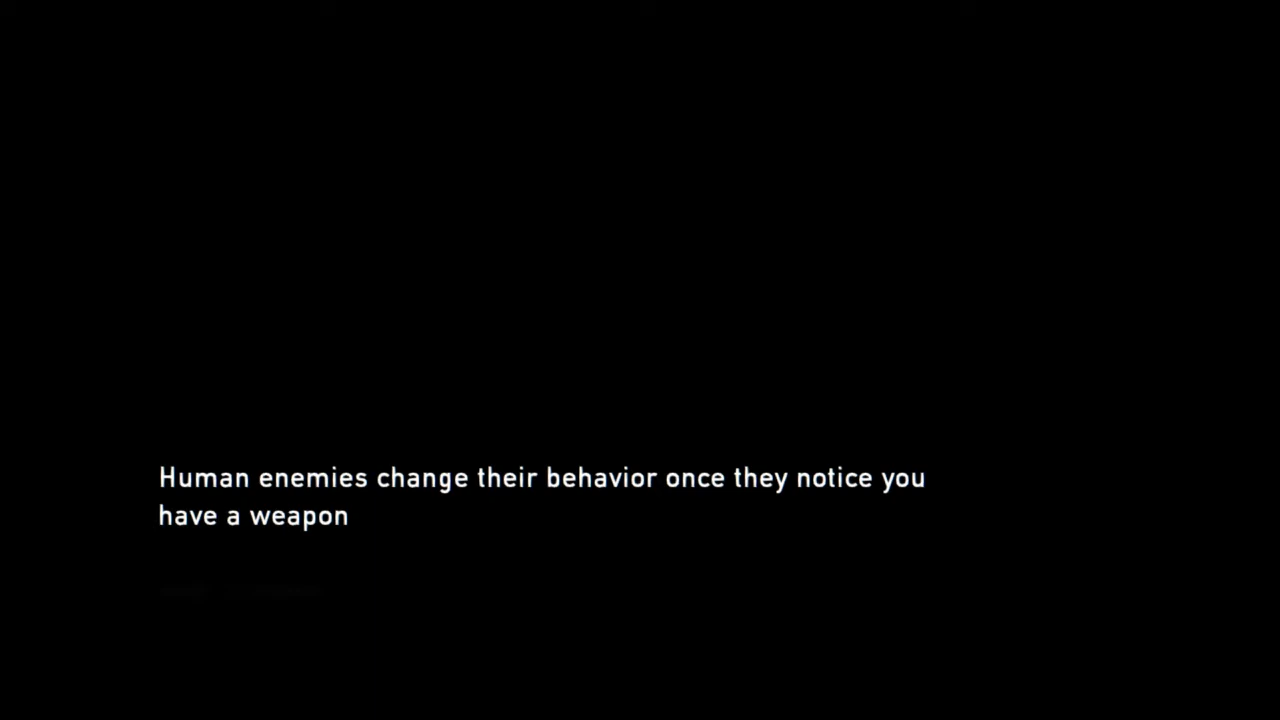 Human enemies change their behavior once they notice you
have a weapon